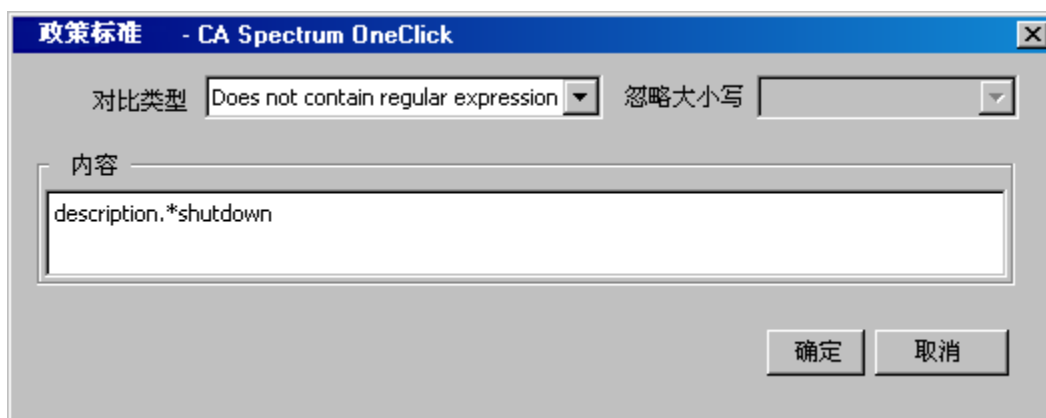 政策标准 - CA Spectrum OneClick
对比类型 Does not contain regular expression 忽略大小写
内容
description.*shutdown
确定 取消